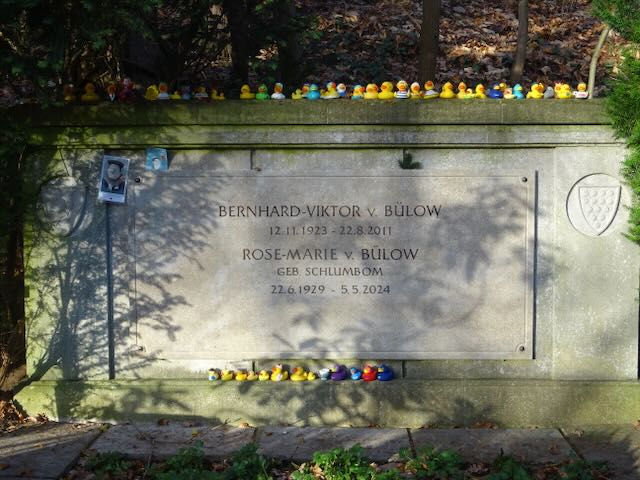 BERNHARD-VIKTOR v. BÜLOW
12.11.1923 - 22.8.2011
ROSE-MARIE v. BÜLOW
GEB SCHLUMBOM
22.6.1929 - 5.5.2024